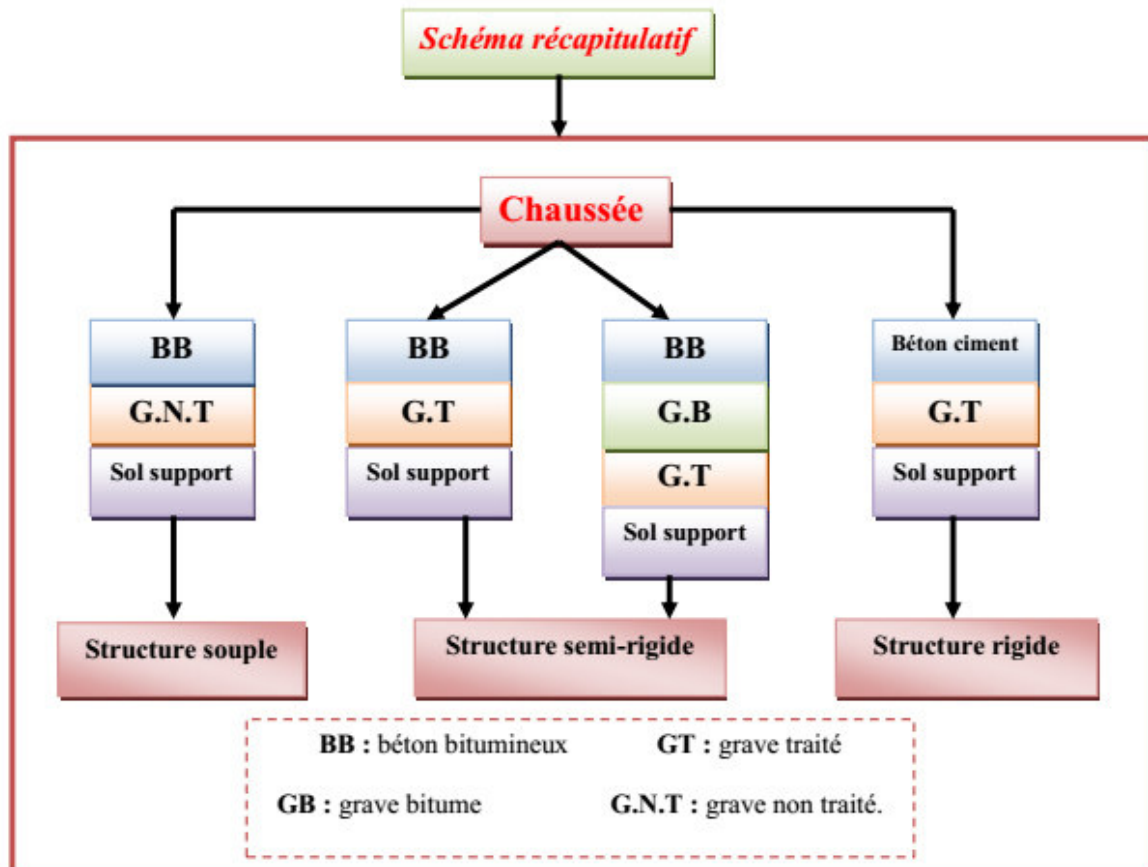 Schéma récapitulatif
Chaussée
BB
G.N.T
Sol support
BB
G.T
Sol support
BB
G.B
G.T
Sol support
Béton ciment
G.T
Sol support
Structure souple
Structure semi-rigide
Structure rigide
BB : béton bitumineux
GT : grave traité
GB : grave bitume
G.N.T : grave non traité.